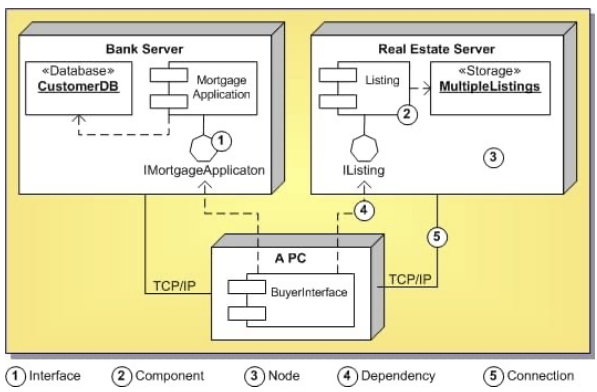 Bank Server
«Database»
CustomerDB
Mortgage
Application
1
IMortgageApplicaton
Real Estate Server
Listing
2
«Storage»
MultipleListings
3
IListing
4
5
TCP/IP
A PC
BuyerInterface
TCP/IP
1 Interface 2 Component 3 Node 4 Dependency 5 Connection